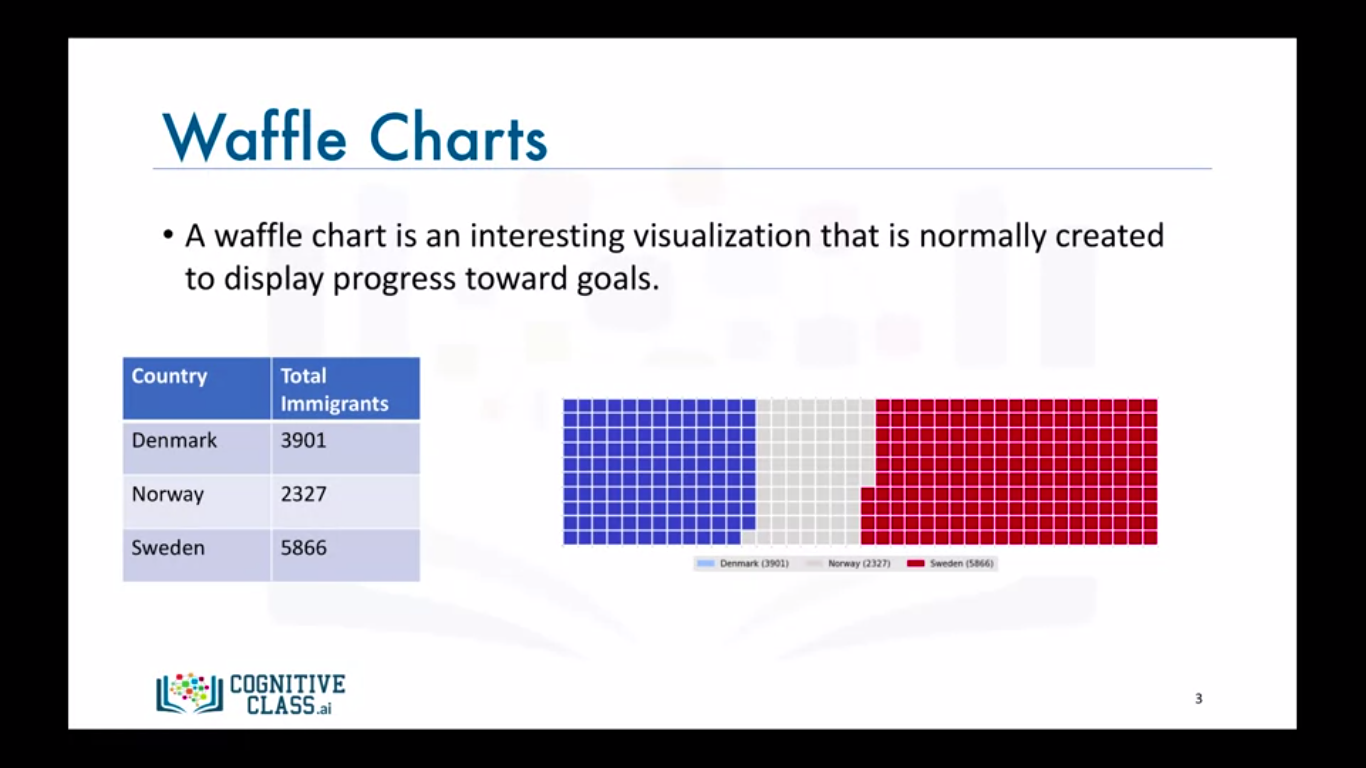 Waffle Charts
• A waffle chart is an interesting visualization that is normally created
to display progress toward goals.
Country Total
Immigrants
Denmark 3901
Norway 2327
Sweden 5866
Denmark (3901) Norway (2327) Sweden (5866)
COGNITIVE
CLASS.ai
3